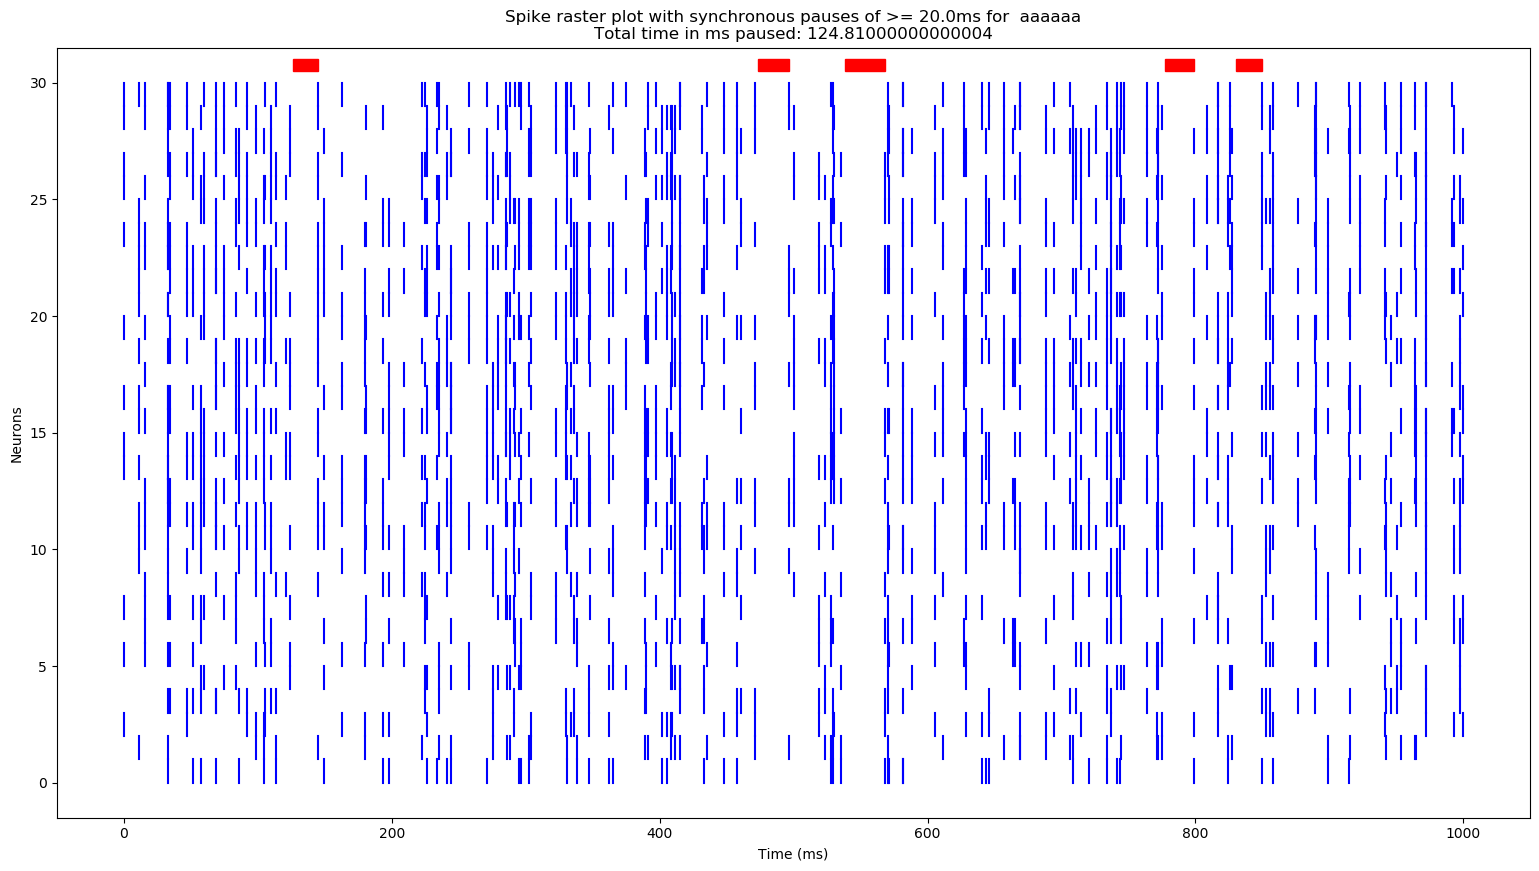 Spike raster plot with synchronous pauses of >= 20.0ms for  aaaaaa
Total time in ms paused: 124.81000000000004
30
25
20
15
10
5
0
Neurons
0 200 400 600 800 1000
Time (ms)